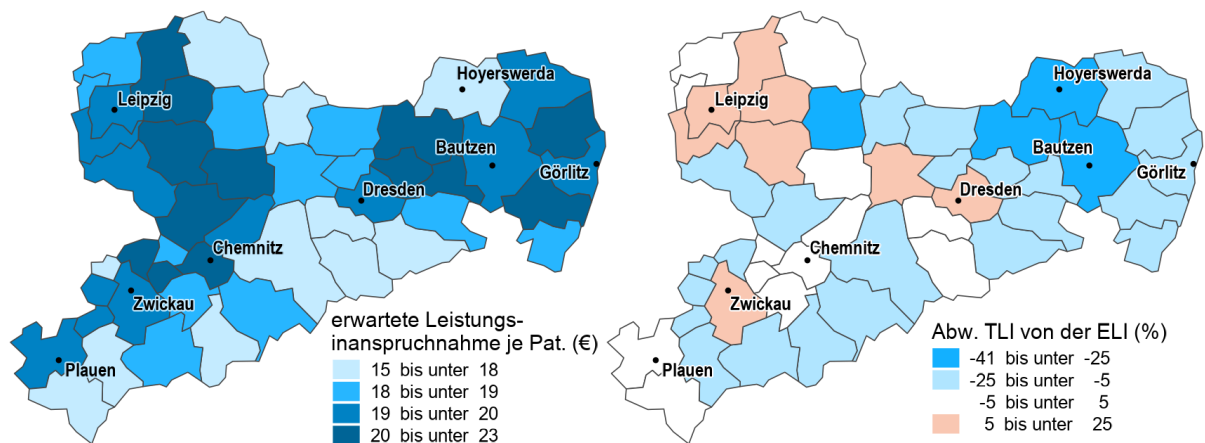 Hoyerswerda
Leipzig
Bautzen
Görlitz
Dresden
Chemnitz
Zwickau
Plauen
erwartete Leistungs-
inanspruchnahme je Pat. (€)
15 bis unter 18
18 bis unter 19
19 bis unter 20
20 bis unter 23
Hoyerswerda
Leipzig
Bautzen
Görlitz
Dresden
Chemnitz
Zwickau
Plauen
Abw. TLI von der ELI (%)
-41 bis unter -25
-25 bis unter -5
-5 bis unter 5
5 bis unter 25